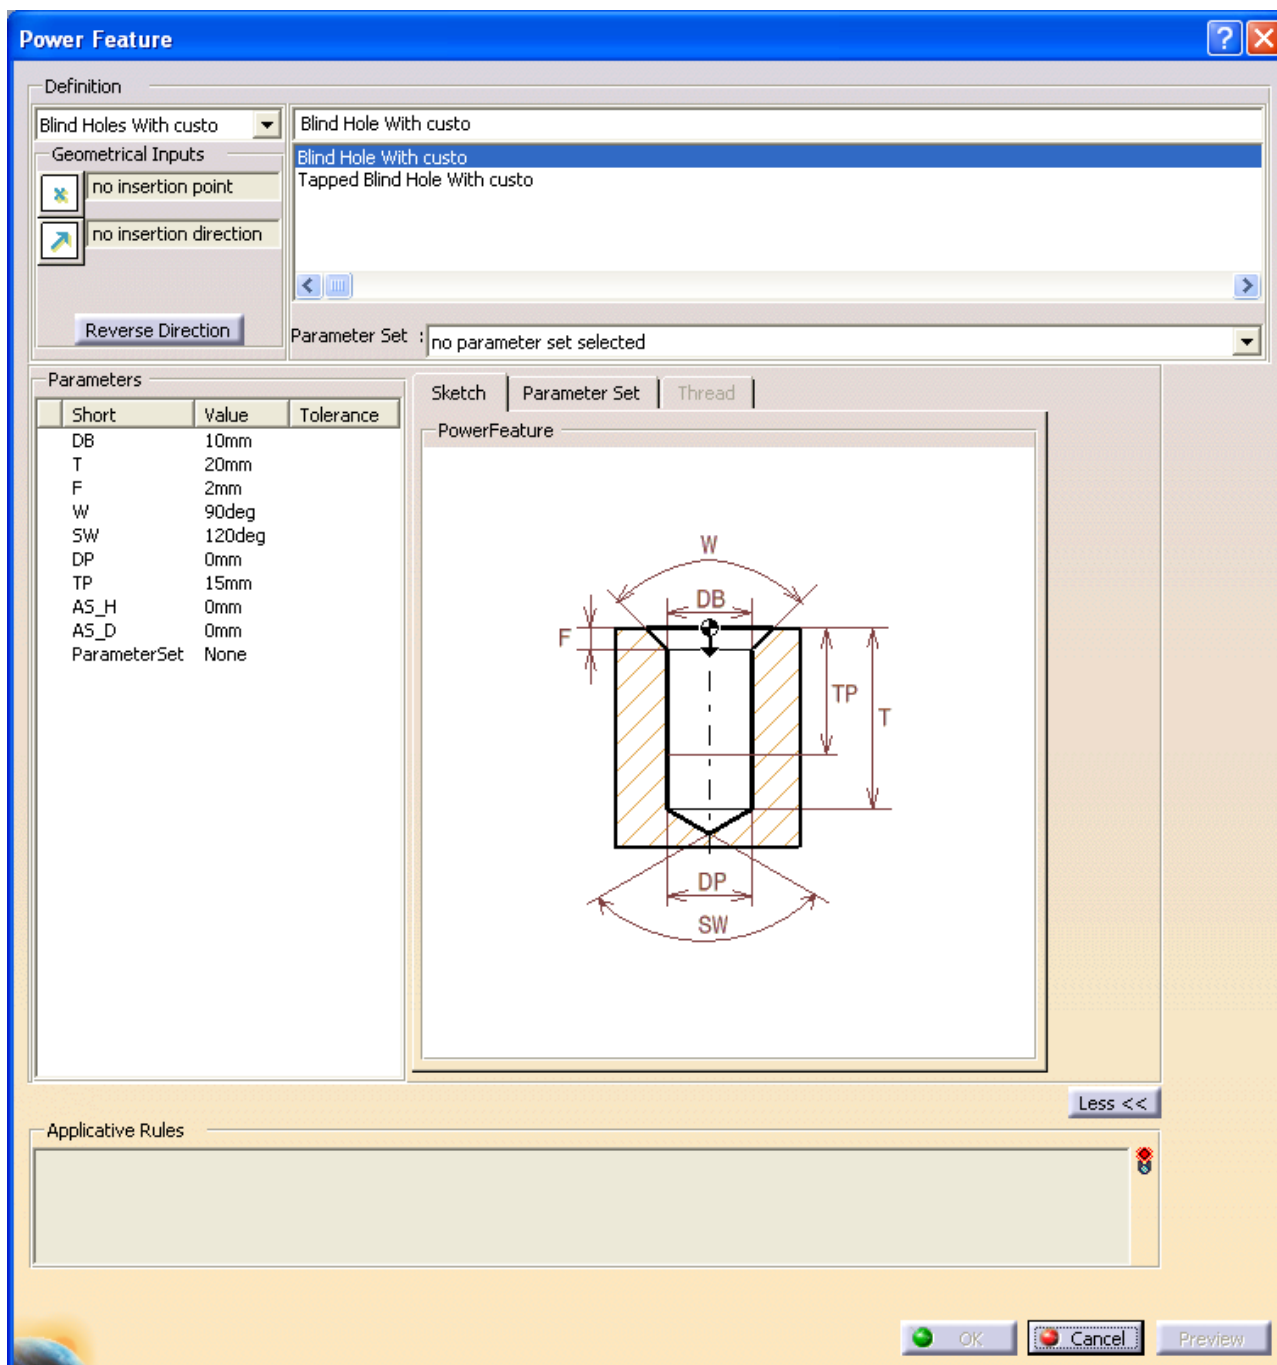 Power Feature
Definition
Blind Holes With custo
Blind Hole With custo
Geometrical Inputs
Blind Hole With custo
Tapped Blind Hole With custo
no insertion point
no insertion direction
Reverse Direction
Parameter Set : no parameter set selected
Parameters
Short Value Tolerance
DB 10mm
T 20mm
F 2mm
W 90deg
SW 120deg
DP 0mm
TP 15mm
AS_H 0mm
AS_D 0mm
ParameterSet None
Sketch Parameter Set Thread
PowerFeature
W
DB
F
TP
T
DP
SW
Less <<
Applicative Rules
OK Cancel Preview